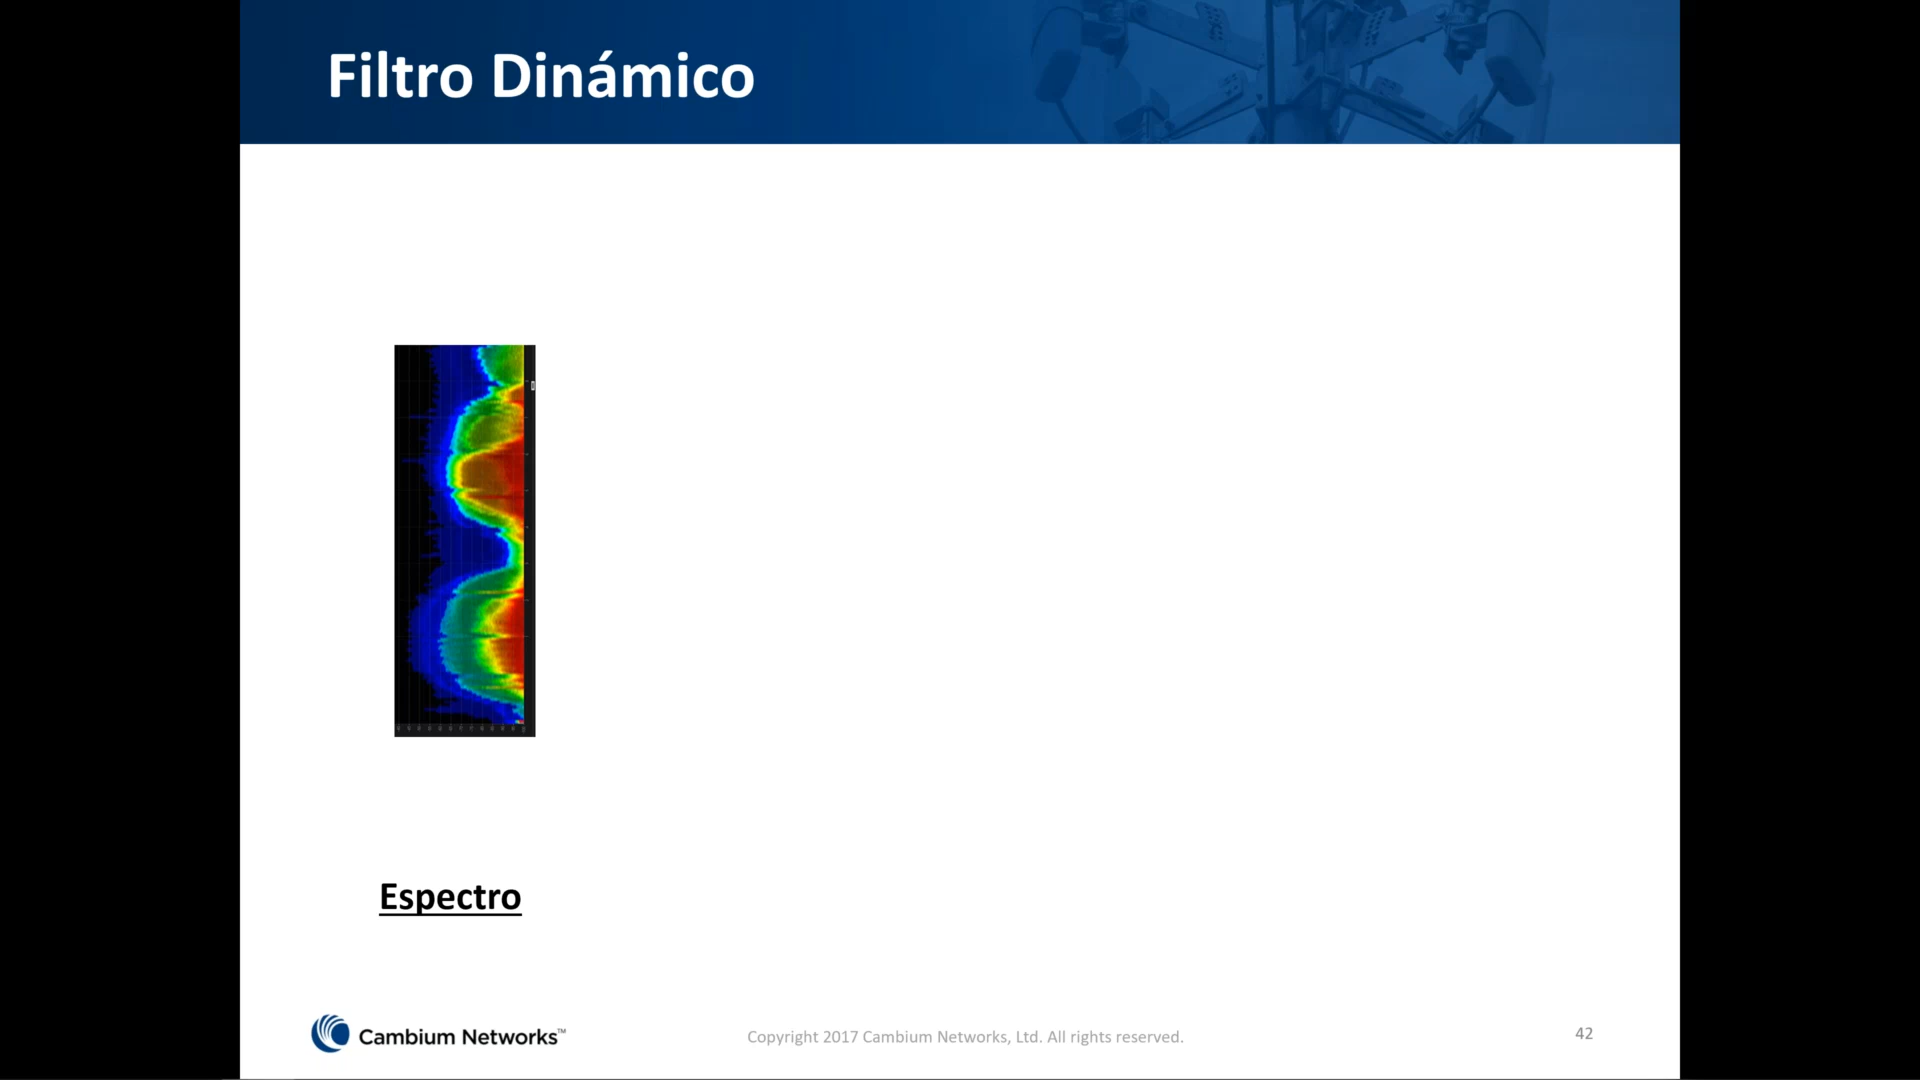 Filtro Dinámico
Espectro
Cambium Networks™
Copyright 2017 Cambium Networks, Ltd. All rights reserved.
42